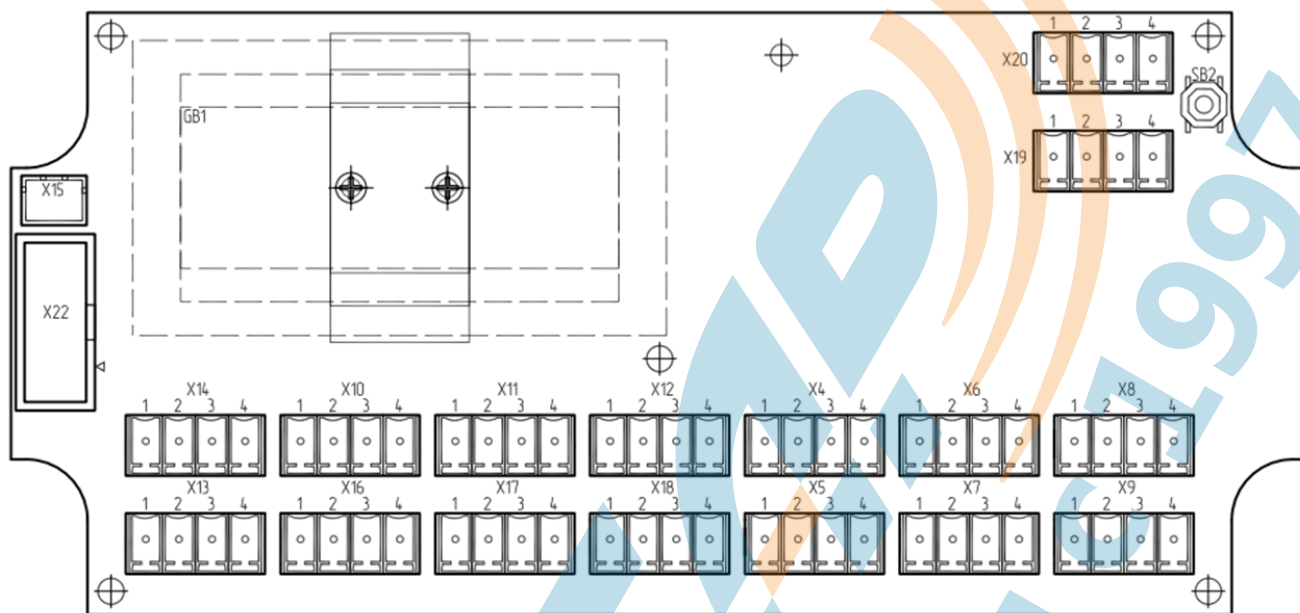 1 2 3 4
X20
SB2
GB1
1 2 3 4
X19
X15
X22
X14 X10 X11 X12 X4 X6 X8
1 2 3 4 1 2 3 4 1 2 3 4 1 2 3 4 1 2 3 4 1 2 3 4 1 2 3 4
X13 X16 X17 X18 X5 X7 X9
1 2 3 4 1 2 3 4 1 2 3 4 1 2 3 4 1 2 3 4 1 2 3 4 1 2 3 4
с 1997